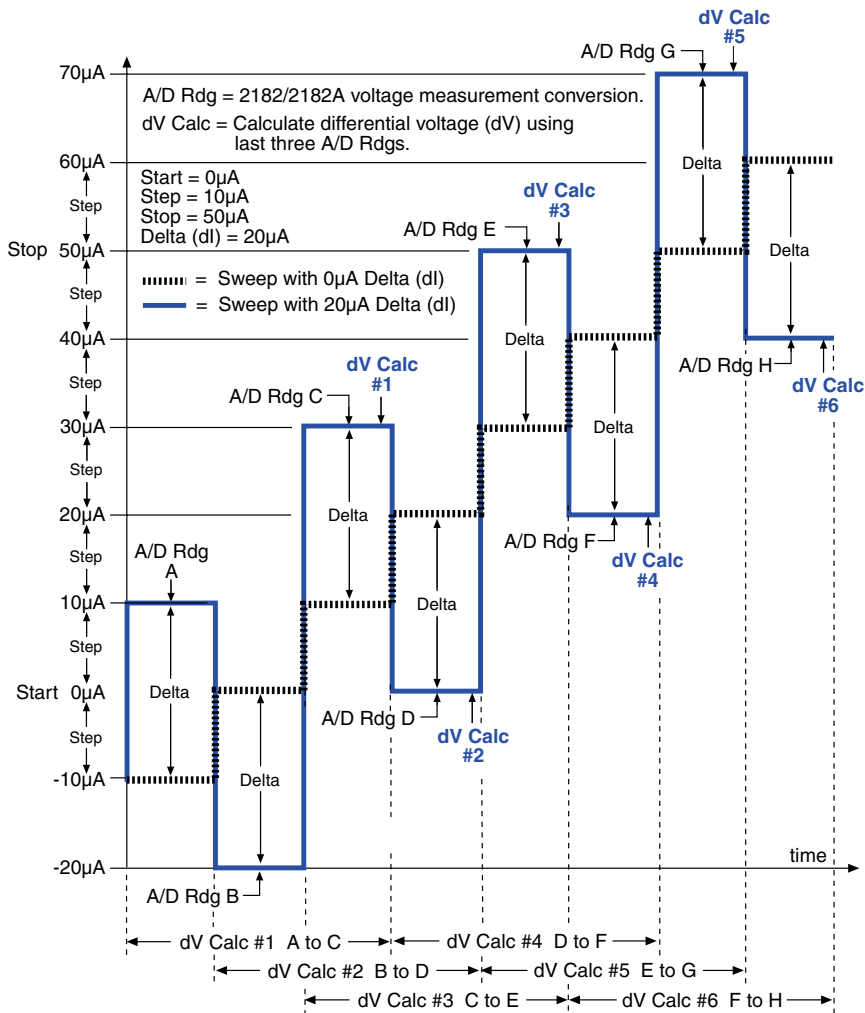 dV Calc
#5
A/D Rdg G
70µA
A/D Rdg = 2182/2182A voltage measurement conversion.
dV Calc = Calculate differential voltage (dV) using
last three A/D Rdgs.
Delta
60µA
Start = 0µA
Step = 10µA
Stop = 50µA
Delta (dI) = 20µA
Step
dV Calc
#3
A/D Rdg E
Delta
Stop 50µA
= Sweep with 0µA Delta (dI)
= Sweep with 20µA Delta (dI)
Step
Delta
40µA
dV Calc
#1
A/D Rdg H
dV Calc
#6
Step
A/D Rdg C
30µA
Delta
Step
Delta
20µA
A/D Rdg F
dV Calc
#4
Step
A/D Rdg
A
Delta
10µA
Delta
Step
Delta
Start 0µA
A/D Rdg D
dV Calc
#2
Step
Delta
-10µA
time
-20µA
A/D Rdg B
dV Calc #1 A to C
dV Calc #4 D to F
dV Calc #2 B to D
dV Calc #5 E to G
dV Calc #3 C to E
dV Calc #6 F to H